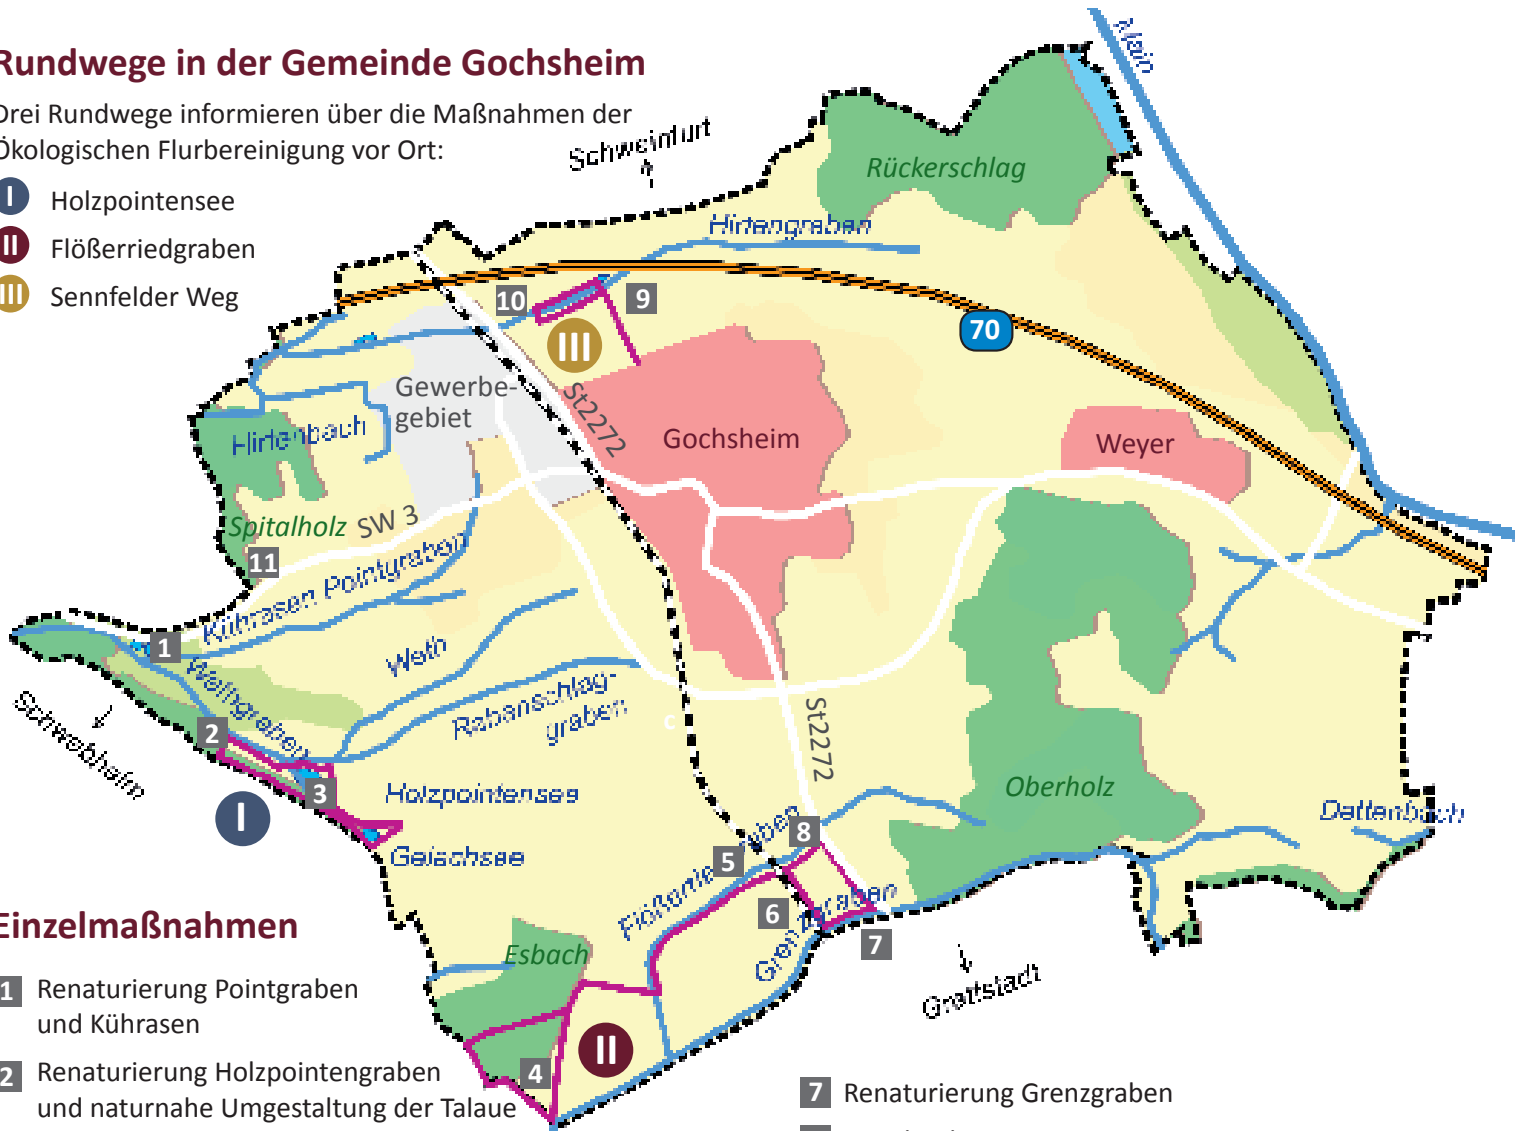 Rundwege in der Gemeinde Gochsheim
Drei Rundwege informieren über die Maßnahmen der
Ökologischen Flurbereinigung vor Ort:
I Holzpointensee
II Flößerriedgraben
III Sennfelder Weg
Main
Schweinfurt
Rückerschlag
Hirtengraben
10
9
III
70
Gewerbe-
gebiet
St2272
Gochsheim
Weyer
Hirtenbach
Spitalholz
SW 3
11
Kührasen Pointgraben
1
Weth
Wethgraben
Rabenschlag-
graben
Schwebheim
2
St2272
3
Holzpointensee
I
Oberholz
Dettenbach
Gelachsee
8
5
6
Grenzgraben
7
Esbach
Grettstadt
II
4
Einzelmaßnahmen
1 Renaturierung Pointgraben
und Kührasen
2 Renaturierung Holzpointengraben
und naturnahe Umgestaltung der Talaue
7 Renaturierung Grenzgraben